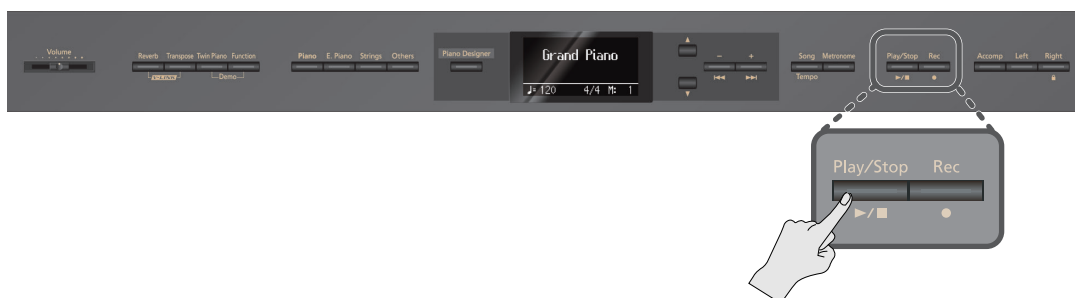 Volume
Reverb Transpose Twin Piano Function
V-LINK
Demo
Piano E. Piano Strings Others
Piano Designer
Grand Piano
♩= 120 4/4 M: 1
- +
Song Metronome
Tempo
Play/Stop Rec
Accomp Left Right
Play/Stop Rec